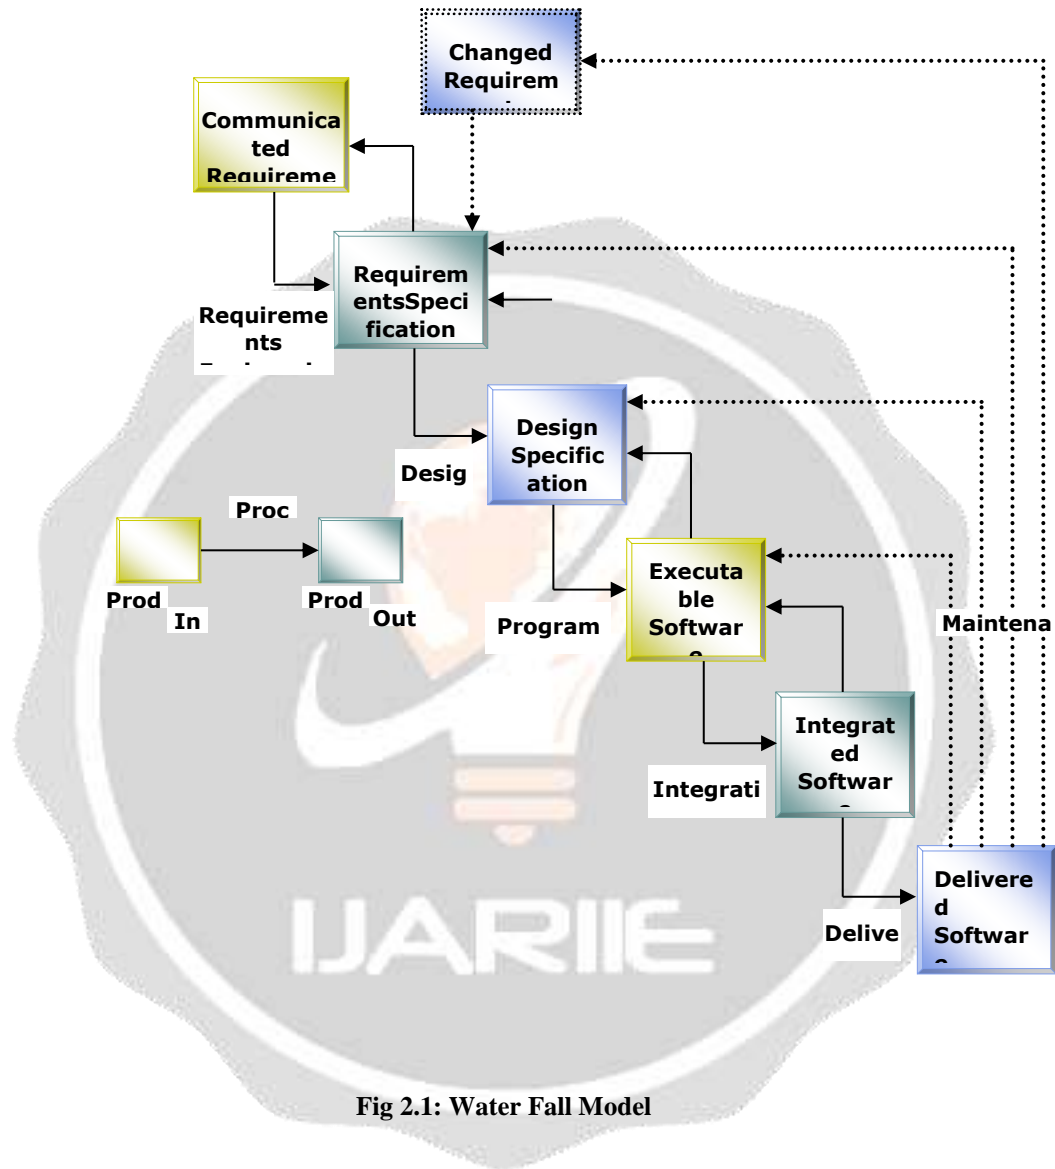 Changed
Requirem
Communica
ted
Requireme
Requirem
entsSpeci
fication
Requireme
nts
Design
Specific
ation
Desig
Proc
Prod
In
Prod
Out
Executa
ble
Softwar
Program
Maintena
Integrat
ed
Softwar
Integrati
Delivere
d
Softwar
Delive
IJARIIE
Fig 2.1: Water Fall Model